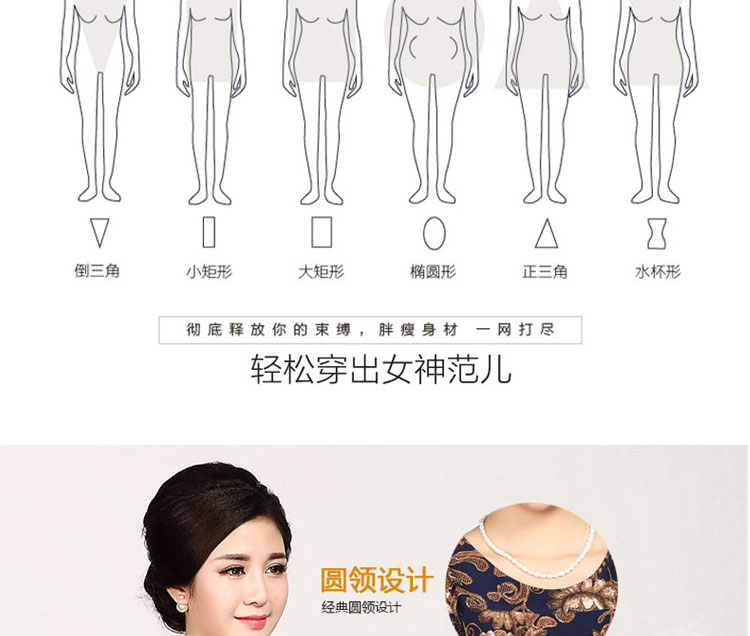 倒三角 小矩形 大矩形 椭圆形 正三角 水杯形
彻底释放你的束缚，胖瘦身材 一网打尽
轻松穿出女神范儿
圆领设计
经典圆领设计